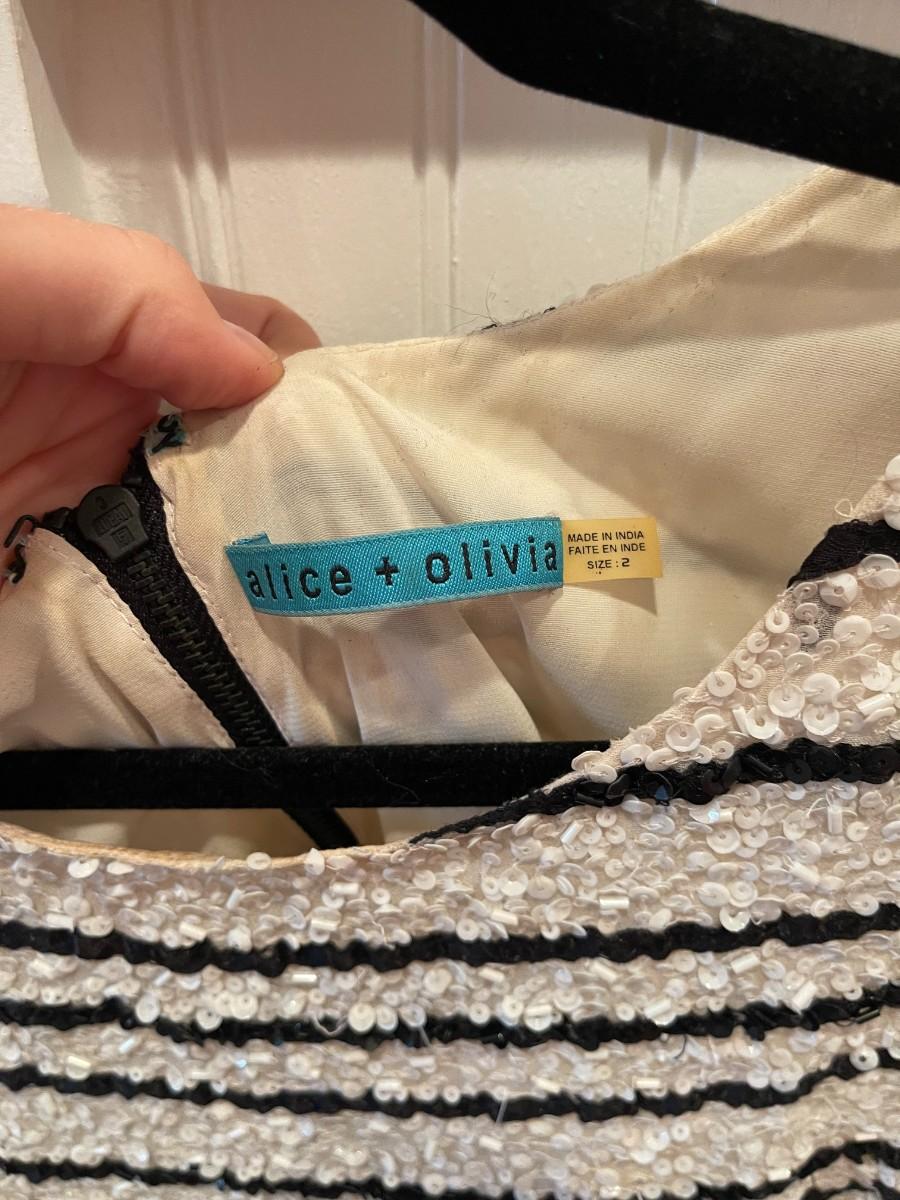 alice + olivia
MADE IN INDIA
FAITE EN INDE
SIZE : 2